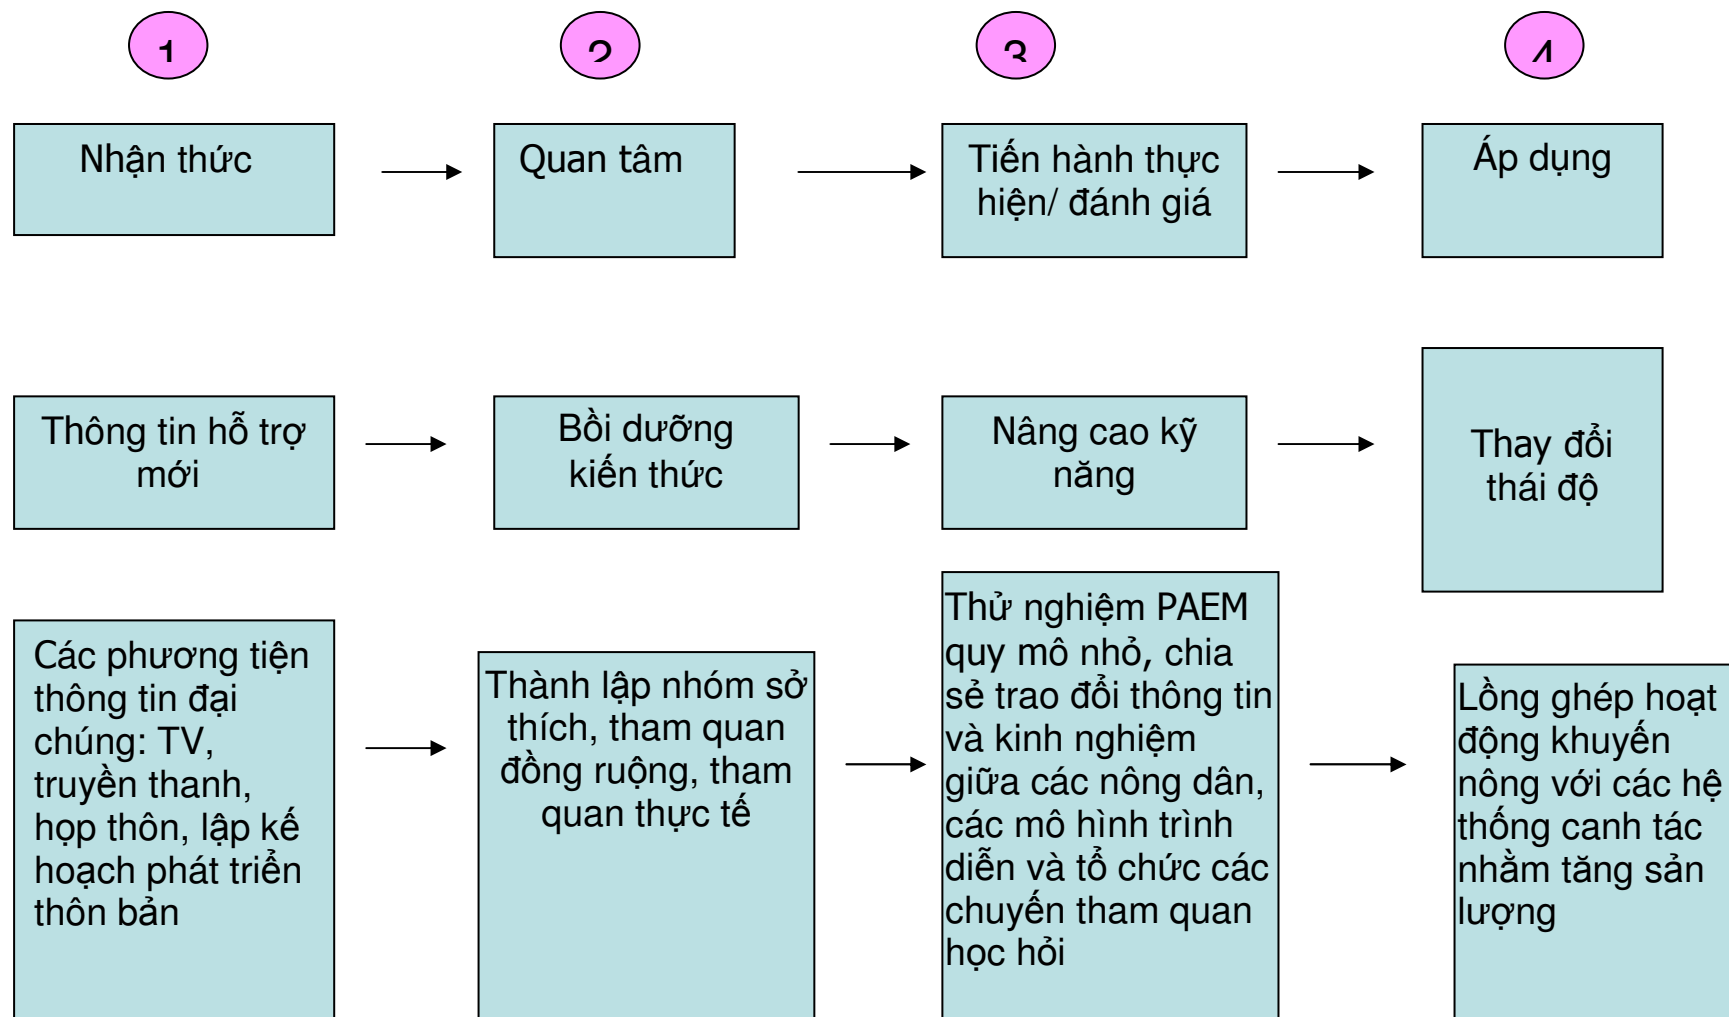 1
2
3
4
Nhận thức
Quan tâm
Tiến hành thực
hiện/ đánh giá
Áp dụng
Thông tin hỗ trợ
mới
Bồi dưỡng
kiến thức
Nâng cao kỹ
năng
Thay đổi
thái độ
Các phương tiện
thông tin đại
chúng: TV,
truyền thanh,
họp thôn, lập kế
hoạch phát triển
thôn bản
Thành lập nhóm sở
thích, tham quan
đồng ruộng, tham
quan thực tế
Thử nghiệm PAEM
quy mô nhỏ, chia
sẻ trao đổi thông tin
và kinh nghiệm
giữa các nông dân,
các mô hình trình
diễn và tổ chức các
chuyến tham quan
học hỏi
Lồng ghép hoạt
động khuyến
nông với các hệ
thống canh tác
nhằm tăng sản
lượng